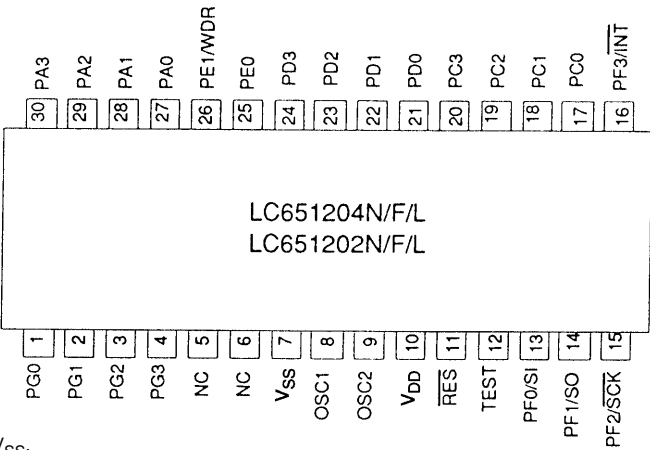 PA3 PA2 PA1 PA0 PE1/WDR PE0 PD3 PD2 PD1 PD0 PC3 PC2 PC1 PC0 PF3/INT
30 29 28 27 26 25 24 23 22 21 20 19 18 17 16
LC651204N/F/L
LC651202N/F/L
1 2 3 4 5 6 7 8 9 10 11 12 13 14 15
PG0 PG1 PG2 PG3 NC NC VSS OSC1 OSC2 VDD RES TEST PF0/SI PF1/SO PF2/SCK